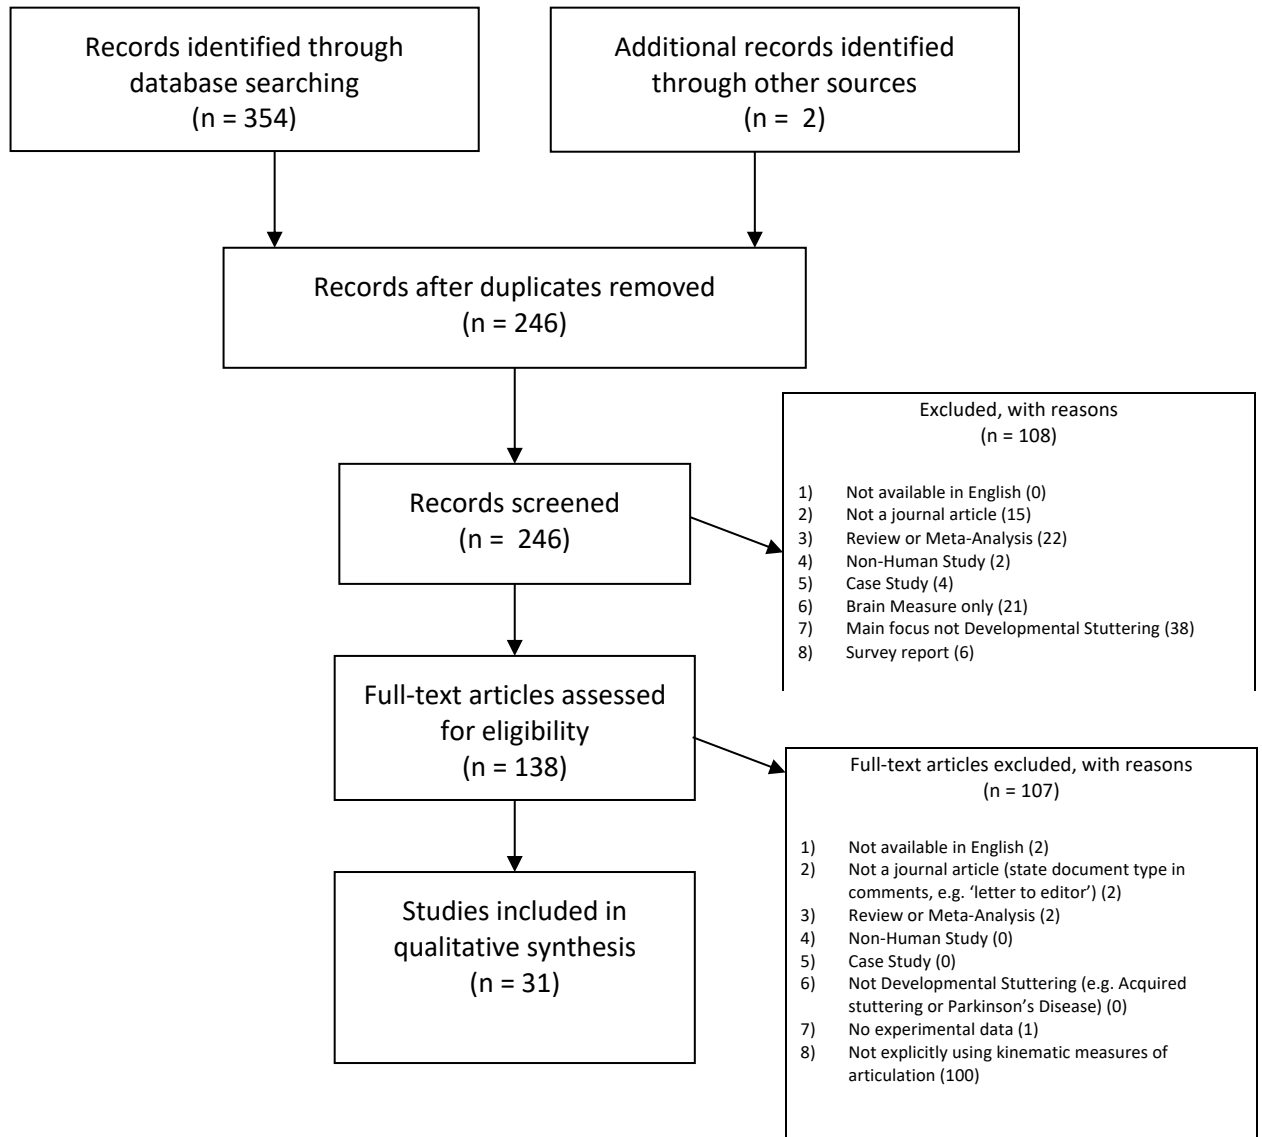 Records identified through
database searching
(n = 354)
Additional records identified
through other sources
(n =  2)
Records after duplicates removed
(n = 246)
Records screened
(n =  246)
Excluded, with reasons
(n = 108)
1) Not available in English (0)
2) Not a journal article (15)
3) Review or Meta-Analysis (22)
4) Non-Human Study (2)
5) Case Study (4)
6) Brain Measure only (21)
7) Main focus not Developmental Stuttering (38)
8) Survey report (6)
Full-text articles assessed
for eligibility
(n = 138)
Full-text articles excluded, with reasons
(n = 107)
1) Not available in English (2)
2) Not a journal article (state document type in
comments, e.g. ‘letter to editor’) (2)
3) Review or Meta-Analysis (2)
4) Non-Human Study (0)
5) Case Study (0)
6) Not Developmental Stuttering (e.g. Acquired
stuttering or Parkinson’s Disease) (0)
7) No experimental data (1)
8) Not explicitly using kinematic measures of
articulation (100)
Studies included in
qualitative synthesis
(n = 31)